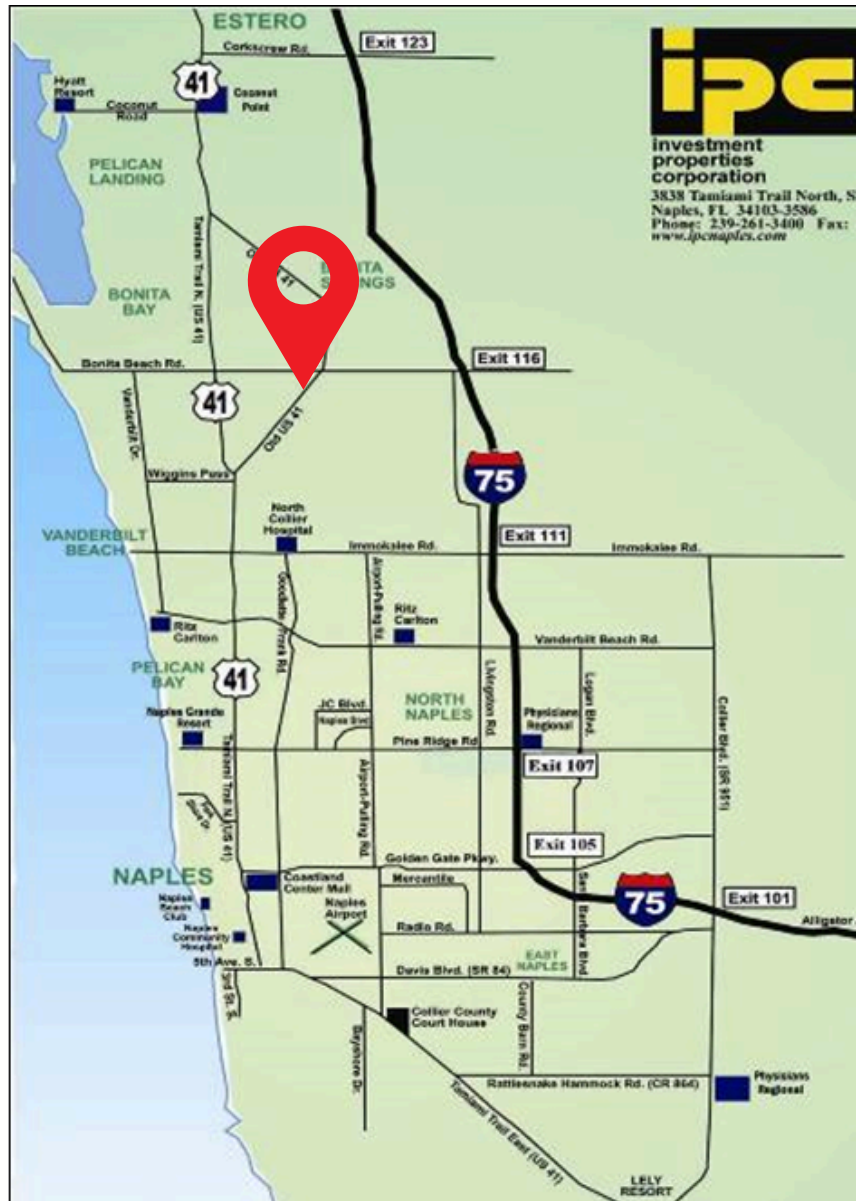 ESTERO
Corkscrew Rd.
Exit 123
41
Hyatt
Resort
Coconut
Road
Coconut
Point
ipc
investment
properties
corporation
3838 Tamiami Trail North, S
Naples, FL 34103-3586
Phone: 239-261-3400 Fax:
www.ipcnaples.com
PELICAN
LANDING
Tamiami Trail N. (US 41)
41
SPRINGS
BONITA
BAY
Bonita Beach Rd.
Exit 116
Vanderbilt Dr.
41
Old US 41
75
Wiggins Pass
North
Collier
Hospital
VANDERBILT
BEACH
Immokalee Rd.
Exit 111
Immokalee Rd.
Airport-Pulling Rd.
Goodlette Frank Rd.
Ritz
Carlton
Ritz
Carlton
Vanderbilt Beach Rd.
PELICAN
BAY
41
NORTH
NAPLES
Livingston Rd.
Logan Blvd.
Collier Blvd. (SR 951)
JC Blvd.
Naples Blvd
Naples Grande
Resort
Physicians
Regional
Pine Ridge Rd
Exit 107
Tamiami Trail N. (US 41)
Park
Shore Dr
Airport-Pulling Rd.
Exit 105
Golden Gate Pkwy.
NAPLES
Coastland
Center Mall
Mercantile
75
Exit 101
Naples
Beach
Club
Naples
Airport
Santa Barbara Blvd.
Alligator
Naples
Community
Hospital
Radio Rd.
5th Ave. S.
EAST
NAPLES
Davis Blvd. (SR 84)
3rd St. S.
Collier County
Court House
County Barn Rd.
Bayshore Dr.
Rattlesnake Hammock Rd. (CR 864)
Physicians
Regional
Tamiami Trail East (US 41)
LELY
RESORT